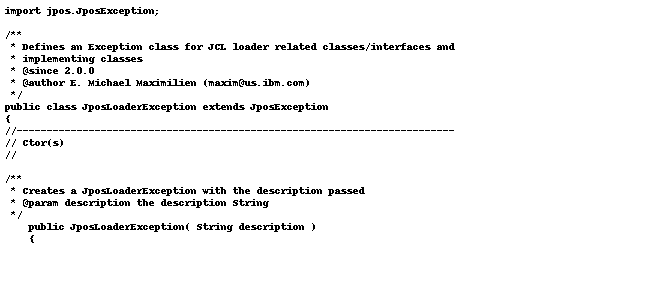 import jpos.JposException;
/**
 * Defines an Exception class for JCL loader related classes/interfaces and
 * implementing classes
 * @since 2.0.0
 * @author E. Michael Maximilien (maxim@us.ibm.com)
 */
public class JposLoaderException extends JposException
{
//-------------------------------------------------------------------------
// Ctor(s)
//
/**
 * Creates a JposLoaderException with the description passed
 * @param description the description String
 */
    public JposLoaderException( String description )
    {